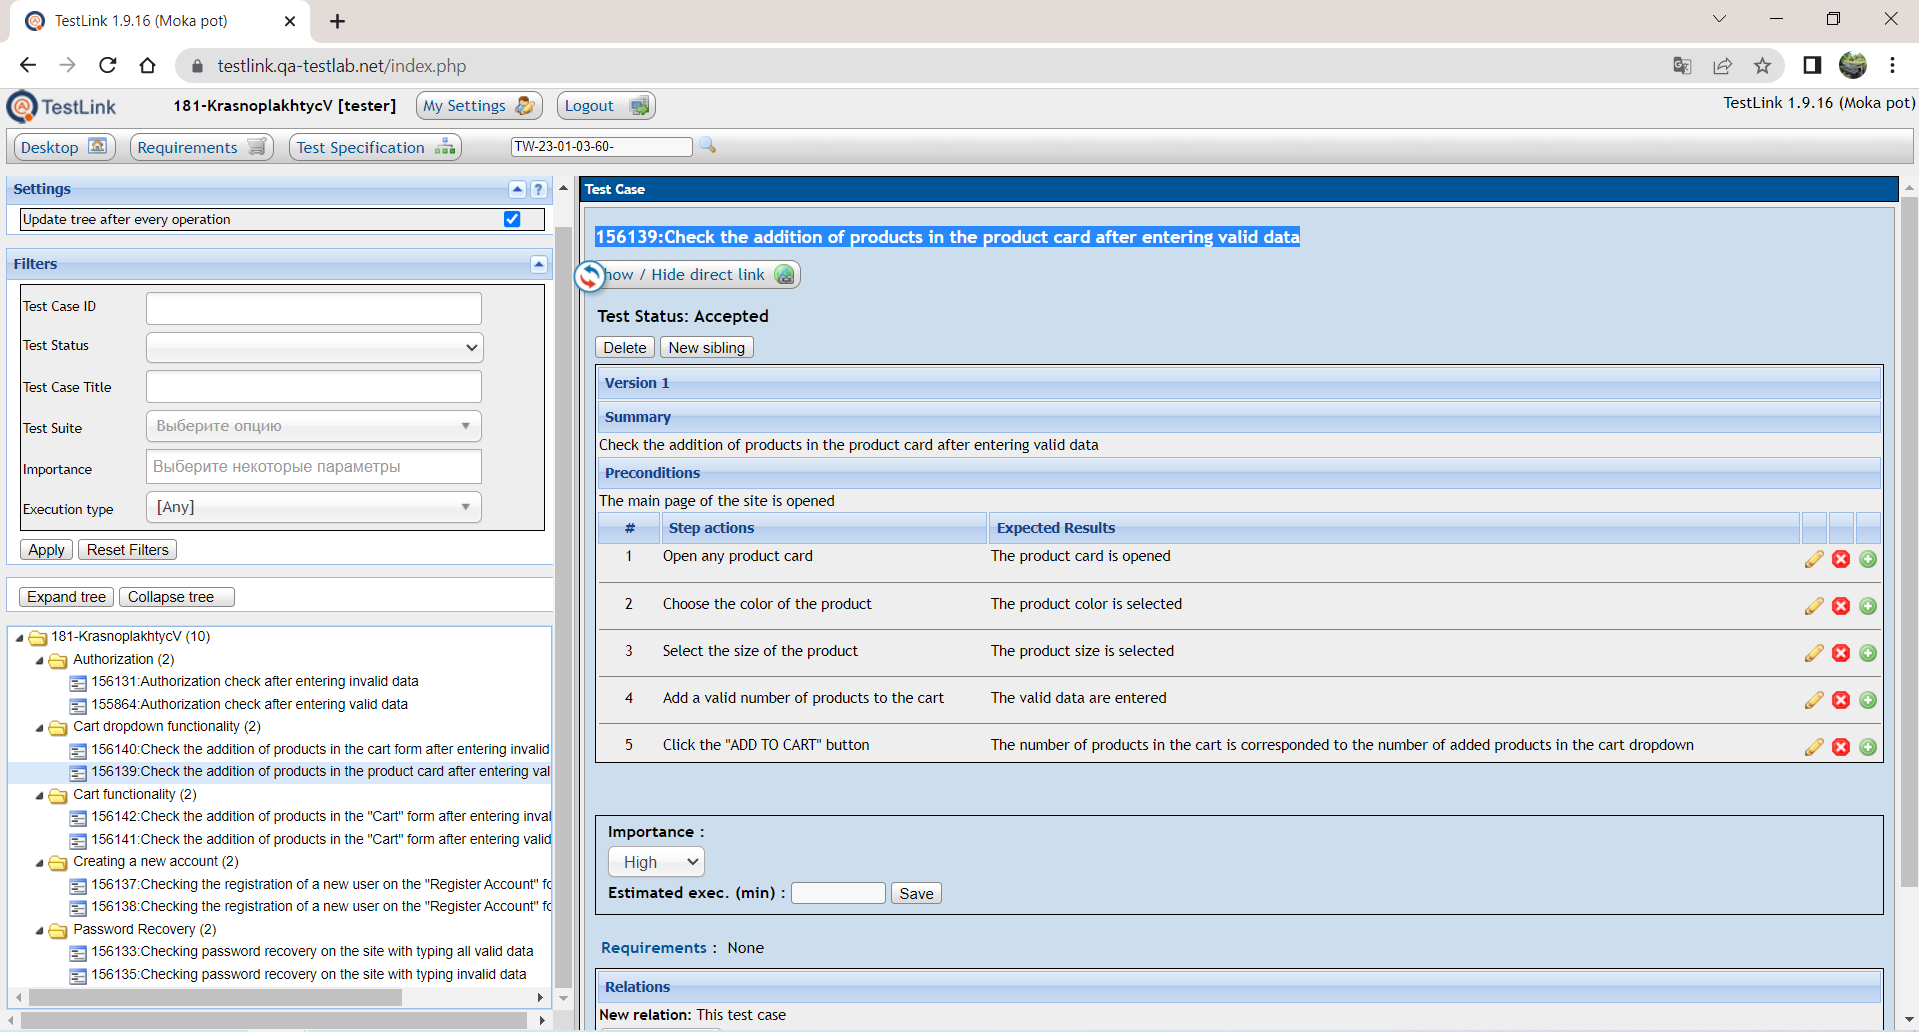 TestLink 1.9.16 (Moka pot)
testlink.qa-testlab.net/index.php
TestLink
181-KrasnoplakhtycV [tester]
My Settings
Logout
TestLink 1.9.16 (Moka pot)
Desktop
Requirements
Test Specification
TW-23-01-03-60-
Settings
?
Update tree after every operation
Filters
Test Case ID
Test Status
Test Case Title
Test Suite
Выберите опцию
Importance
Выберите некоторые параметры
Execution type
[Any]
Apply
Reset Filters
Expand tree
Collapse tree
181-KrasnoplakhtycV (10)
Authorization (2)
156131:Authorization check after entering invalid data
155864:Authorization check after entering valid data
Cart dropdown functionality (2)
156140:Check the addition of products in the cart form after entering invalid
156139:Check the addition of products in the product card after entering val
Cart functionality (2)
156142:Check the addition of products in the "Cart" form after entering inval
156141:Check the addition of products in the "Cart" form after entering valid
Creating a new account (2)
156137:Checking the registration of a new user on the "Register Account" fo
156138:Checking the registration of a new user on the "Register Account" fo
Password Recovery (2)
156133:Checking password recovery on the site with typing all valid data
156135:Checking password recovery on the site with typing invalid data
Test Case
156139:Check the addition of products in the product card after entering valid data
how / Hide direct link
Test Status: Accepted
Delete
New sibling
Version 1
Summary
Check the addition of products in the product card after entering valid data
Preconditions
The main page of the site is opened
# Step actions Expected Results
1 Open any product card The product card is opened
2 Choose the color of the product The product color is selected
3 Select the size of the product The product size is selected
4 Add a valid number of products to the cart The valid data are entered
5 Click the "ADD TO CART" button The number of products in the cart is corresponded to the number of added products in the cart dropdown
Importance :
High
Estimated exec. (min) :
Save
Requirements : None
Relations
New relation: This test case